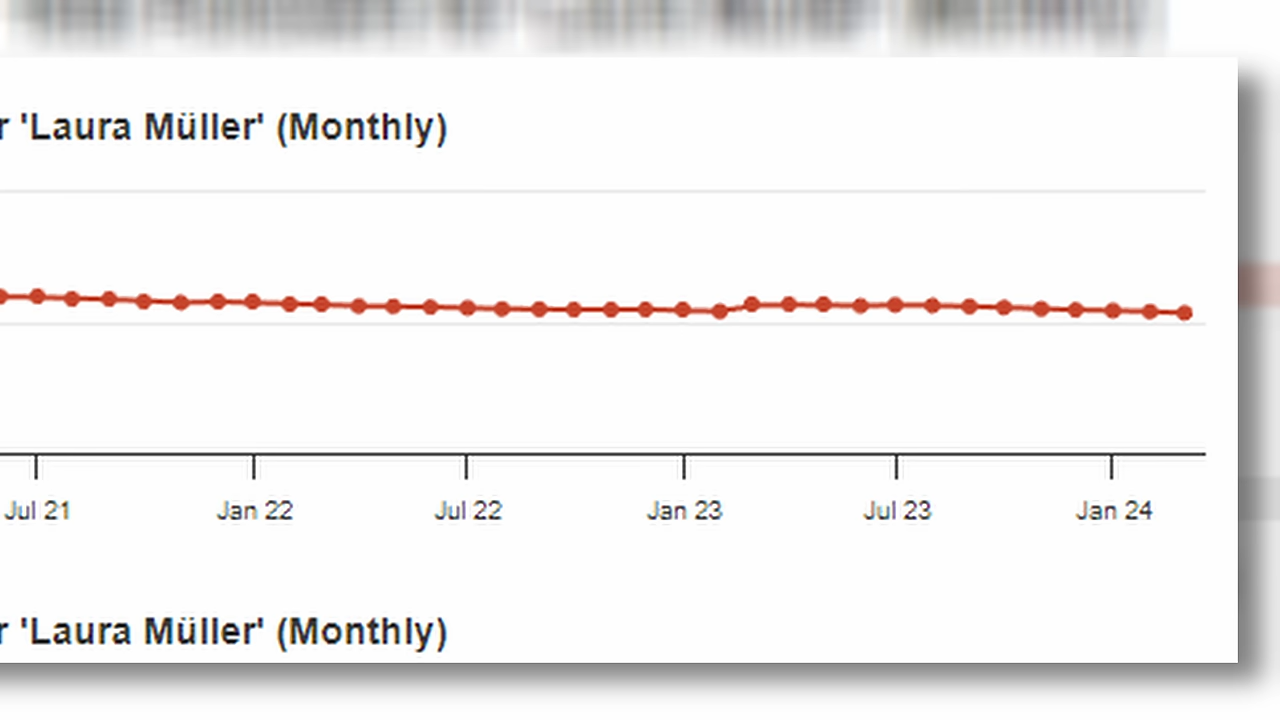 r 'Laura Müller' (Monthly)
Jul 21 Jan 22 Jul 22 Jan 23 Jul 23 Jan 24
r 'Laura Müller' (Monthly)